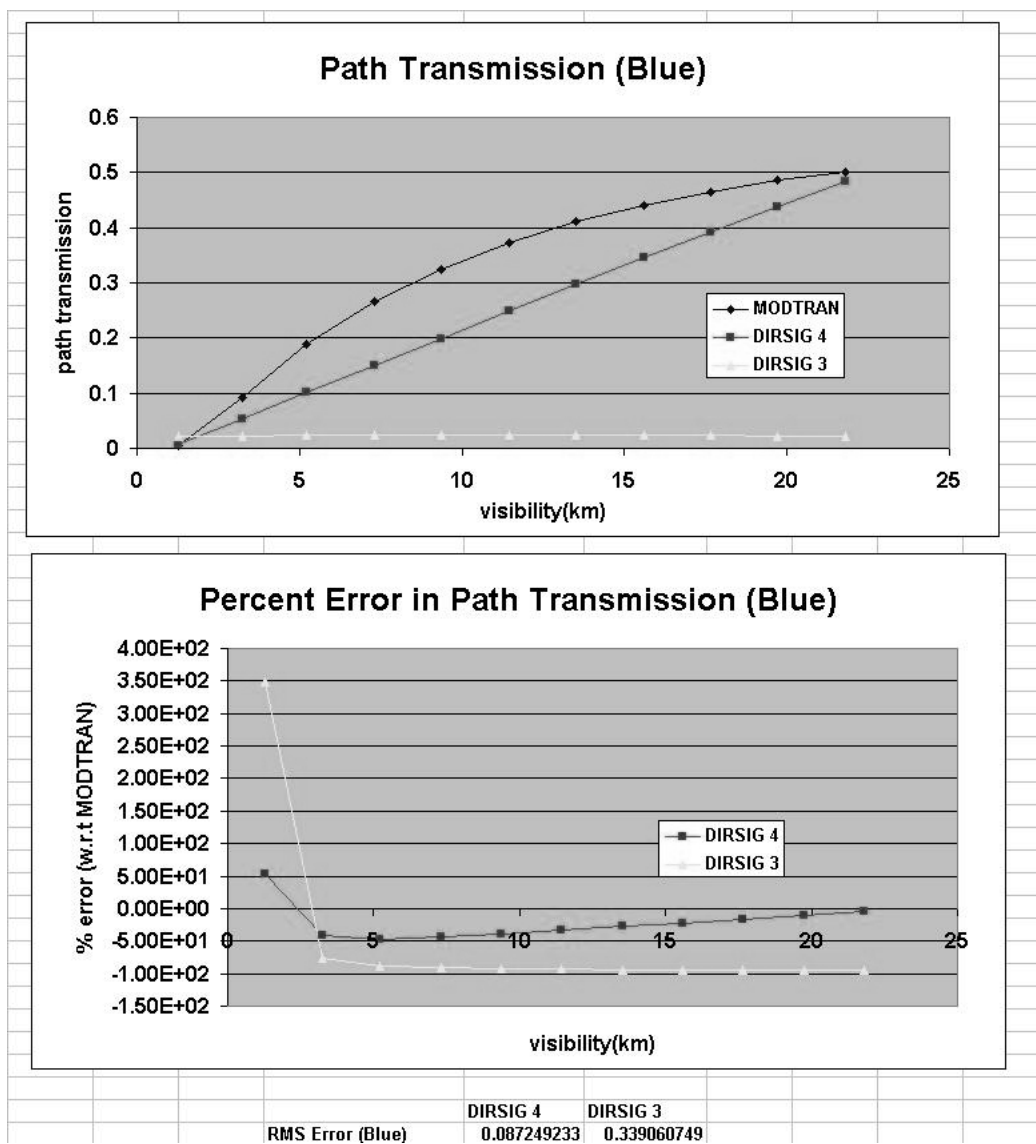 Path Transmission (Blue)
0.6
0.5
0.4
0.3
0.2
0.1
0
path transmission
MODTRAN
DIRSIG 4
DIRSIG 3
0 5 10 15 20 25
visibility(km)
Percent Error in Path Transmission (Blue)
4.00E+02
3.50E+02
3.00E+02
2.50E+02
2.00E+02
1.50E+02
1.00E+02
5.00E+01
0.00E+00
-5.00E+01
-1.00E+02
-1.50E+02
% error (w.r.t MODTRAN)
DIRSIG 4
DIRSIG 3
0 5 10 15 20 25
visibility(km)
DIRSIG 4 DIRSIG 3
RMS Error (Blue) 0.087249233 0.339060749